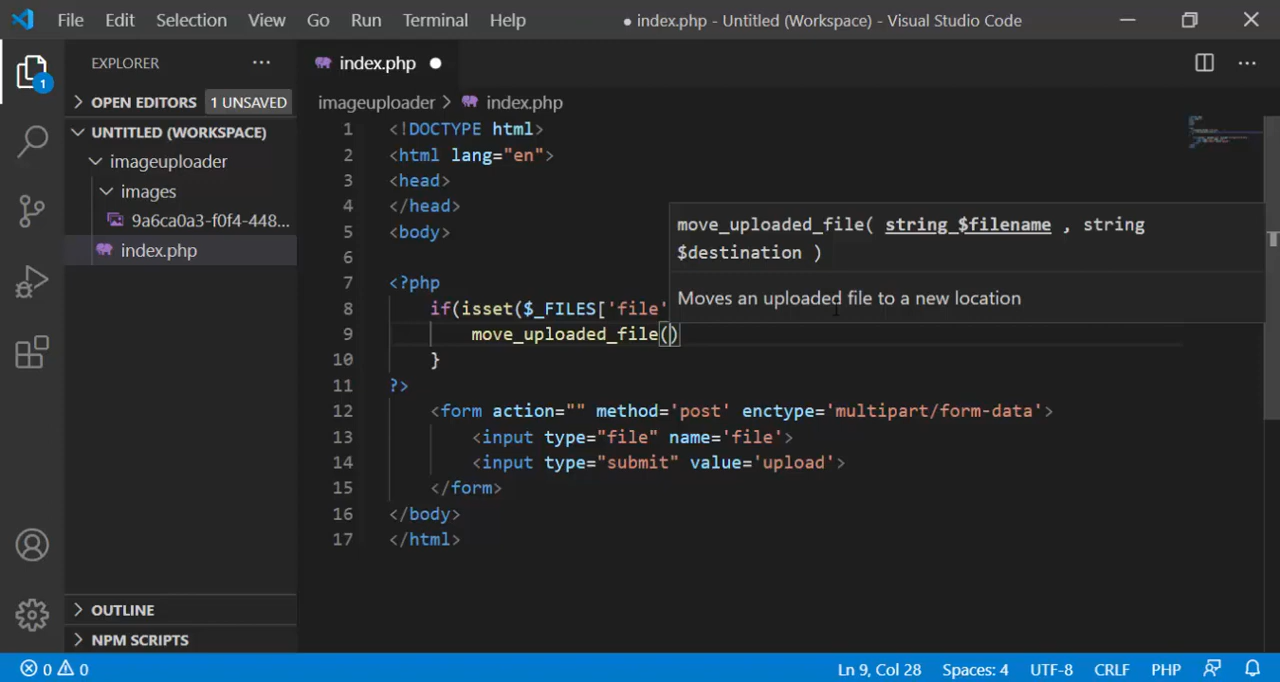 File Edit Selection View Go Run Terminal Help ● index.php - Untitled (Workspace) - Visual Studio Code
EXPLORER ···
index.php ●
1
OPEN EDITORS 1 UNSAVED
imageuploader > index.php
UNTITLED (WORKSPACE)
imageuploader
images
9a6ca0a3-f0f4-448...
index.php
1 <!DOCTYPE html>
2 <html lang="en">
3 <head>
4 </head>
5 <body>
6
7 <?php
8 if(isset($_FILES['file'
9 move_uploaded_file()
10 }
11 ?>
12 <form action="" method='post' enctype='multipart/form-data'>
13 <input type="file" name='file'>
14 <input type="submit" value='upload'>
15 </form>
16 </body>
17 </html>
move_uploaded_file( string $filename , string
$destination )
Moves an uploaded file to a new location
OUTLINE
NPM SCRIPTS
0 0 Ln 9, Col 28 Spaces: 4 UTF-8 CRLF PHP